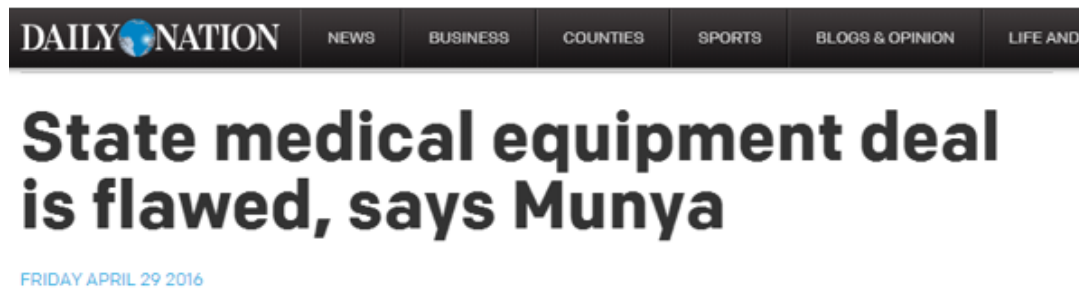 DAILY NATION NEWS BUSINESS COUNTIES SPORTS BLOGS & OPINION LIFE AND
State medical equipment deal
is flawed, says Munya
FRIDAY APRIL 29 2016